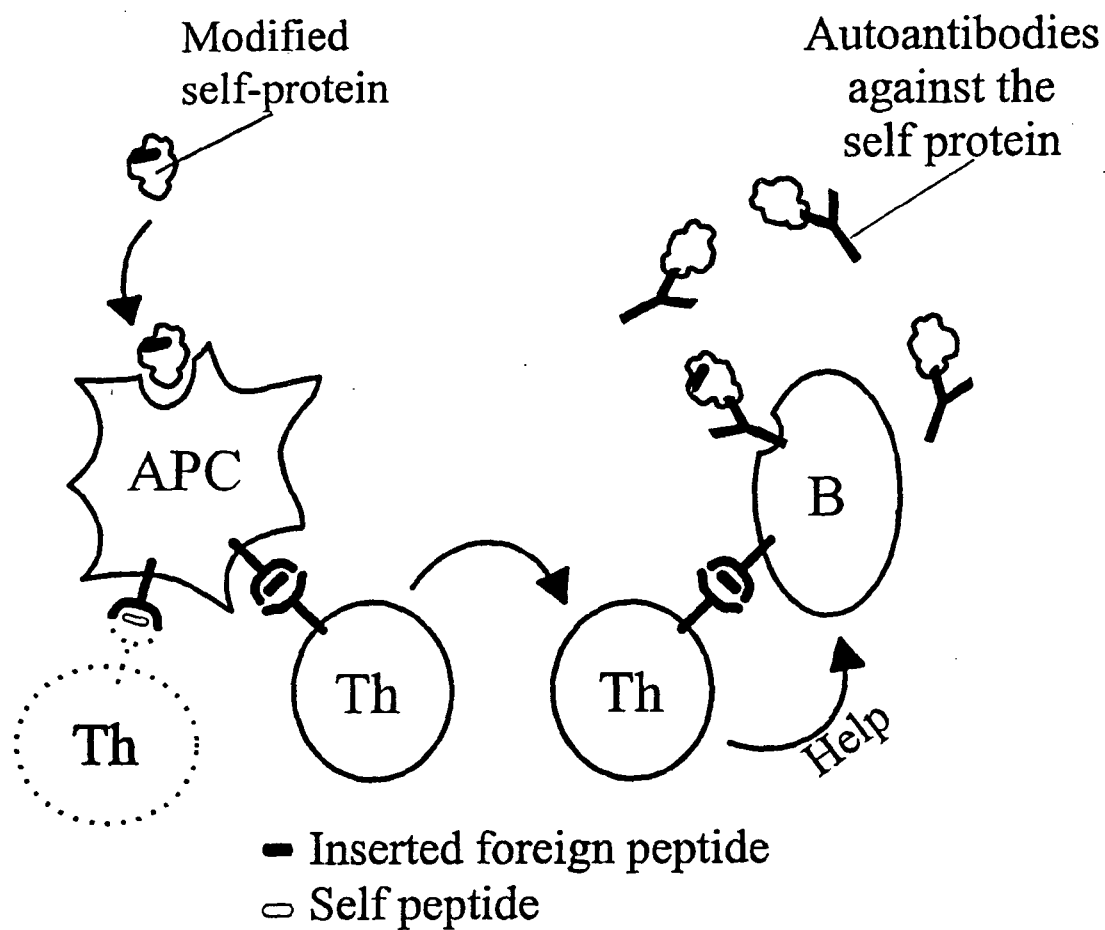 Modified
self-protein
Autoantibodies
against the
self protein
APC
B
Th
Th
Th
Help
Inserted foreign peptide
Self peptide